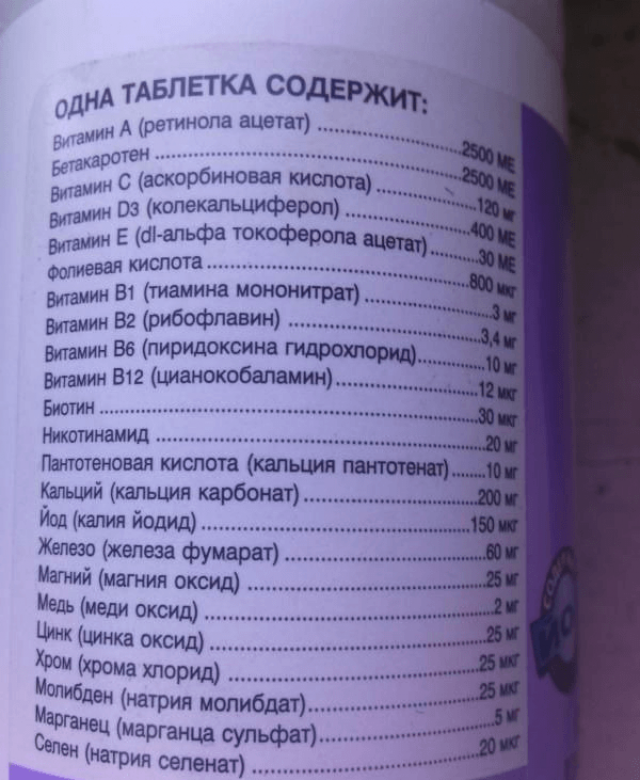 ОДНА ТАБЛЕТКА СОДЕРЖИТ:
Витамин А (ретинола ацетат) ....................2500 МЕ
Бетакаротен ....................2500 МЕ
Витамин С (аскорбиновая кислота) ....................120 мг
Витамин D3 (колекальциферол) ....................400 МЕ
Витамин Е (dl-альфа токоферола ацетат)....................30 МЕ
Фолиевая кислота ....................800 мкг
Витамин В1 (тиамина мононитрат) ....................3 мг
Витамин В2 (рибофлавин) ....................3,4 мг
Витамин В6 (пиридоксина гидрохлорид)....................10 мг
Витамин В12 (цианокобаламин)....................12 мкг
Биотин ....................30 мкг
Никотинамид ....................20 мг
Пантотеновая кислота (кальция пантотенат).......10 мг
Кальций (кальция карбонат)....................200 мг
Йод (калия йодид)....................150 мкг
Железо (железа фумарат) ....................60 мг
Магний (магния оксид) ....................25 мг
Медь (меди оксид) ....................2 мг
Цинк (цинка оксид) ....................25 мг
Хром (хрома хлорид) ....................25 мкг
Молибден (натрия молибдат)....................25 мкг
Марганец (марганца сульфат)....................5 мг
Селен (натрия селенат) ....................20 мкг